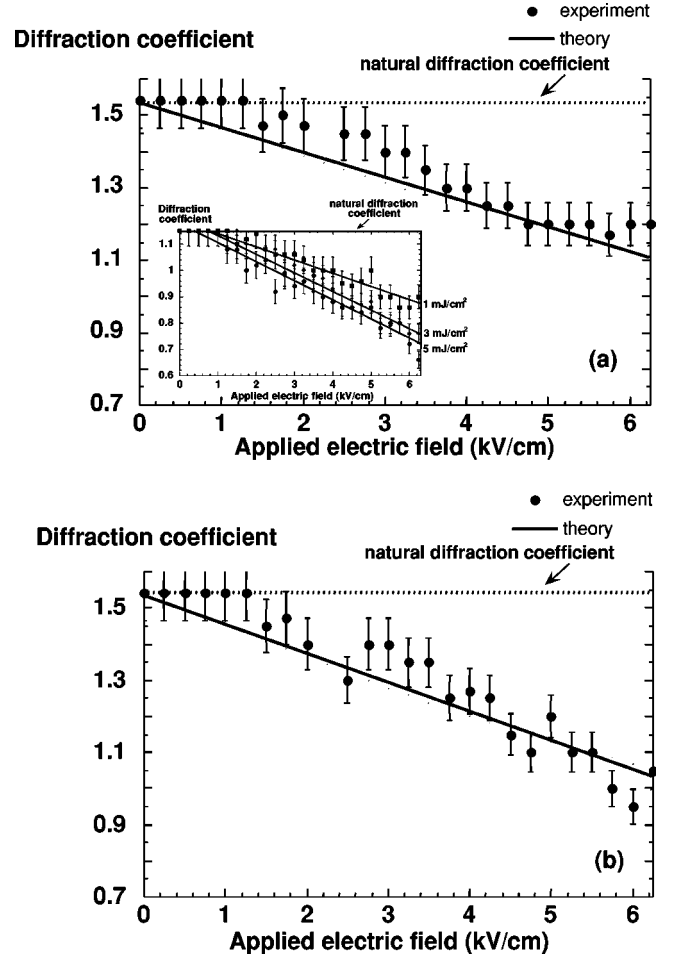 experiment
Diffraction coefficient
theory
natural diffraction coefficient
1.5
1.3
1.1
0.9
0.7
Diffraction
coefficient
natural diffraction
coefficient
1.1
1
0.9
0.8
0.7
0.6
1 mJ/cm²
3 mJ/cm²
5 mJ/cm²
0 1 2 3 4 5 6
Applied electric field (kV/cm)
(a)
0 1 2 3 4 5 6
Applied electric field (kV/cm)
experiment
Diffraction coefficient
theory
natural diffraction coefficient
1.5
1.3
1.1
0.9
0.7
(b)
0 1 2 3 4 5 6
Applied electric field (kV/cm)